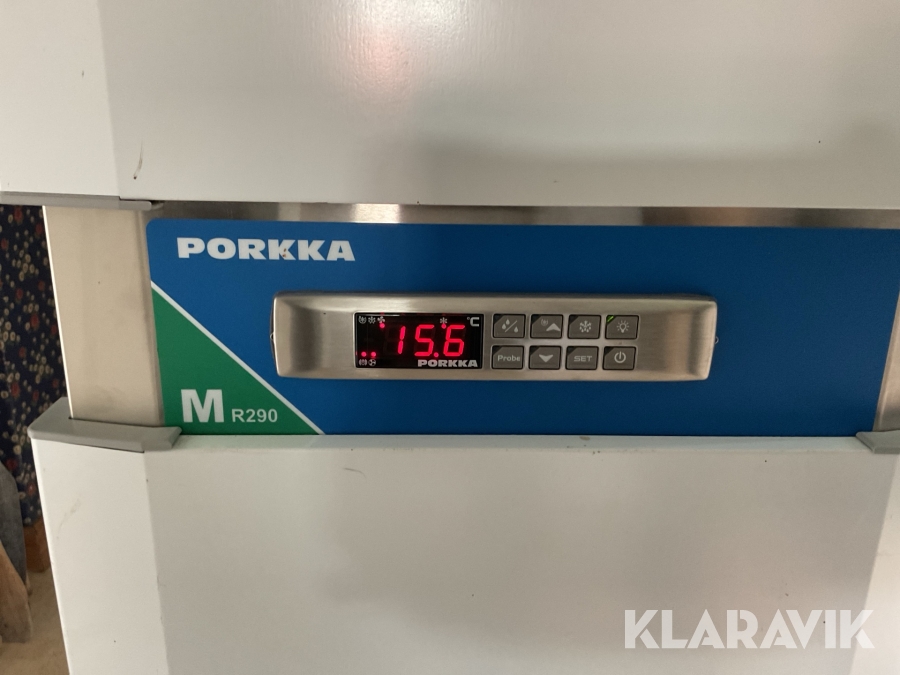 PORKKA
°C
15.6
PORKKA
Probe
SET
M R290
KLARAVIK